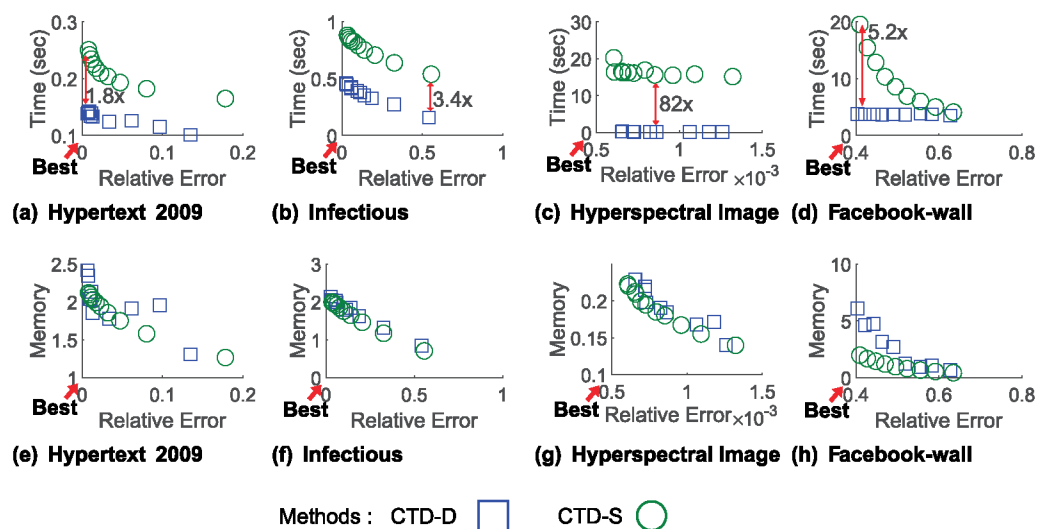 0.3
0.2
0.1
Time (sec)
1.8x
0
0.1
0.2
Best
Relative Error
(a) Hypertext 2009
1
0.5
0
Time (sec)
3.4x
0
0.5
1
Best
Relative Error
(b) Infectious
30
20
10
0
Time (sec)
82x
0.5
1
1.5
Best
Relative Error ×10⁻³
(c) Hyperspectral Image
20
10
0
Time (sec)
5.2x
0.4
0.6
0.8
Best
Relative Error
(d) Facebook-wall
2.5
2
1.5
1
Memory
0
0.1
0.2
Best
Relative Error
(e) Hypertext 2009
3
2
1
0
Memory
0
0.5
1
Best
Relative Error
(f) Infectious
0.2
0.15
0.1
Memory
0.5
1
1.5
Best
Relative Error ×10⁻³
(g) Hyperspectral Image
10
5
0
Memory
0.4
0.6
0.8
Best
Relative Error
(h) Facebook-wall
Methods : CTD-D CTD-S